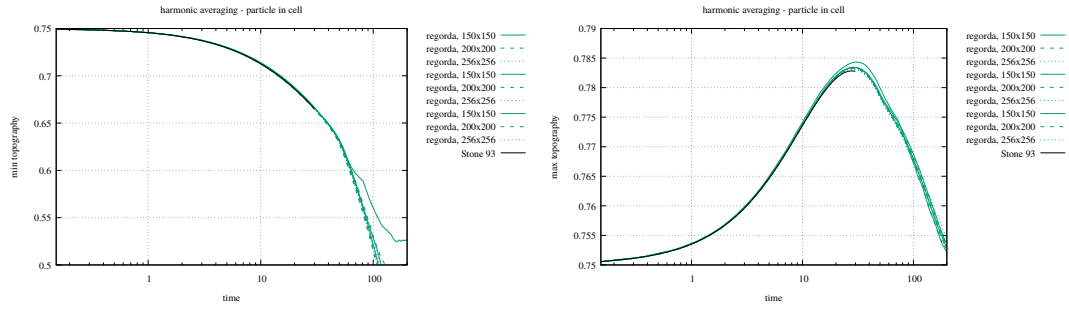 harmonic averaging - particle in cell
min topography
0.75
0.7
0.65
0.6
0.55
0.5
1
10
100
time
regorda, 150x150
regorda, 200x200
regorda, 256x256
regorda, 150x150
regorda, 200x200
regorda, 256x256
regorda, 150x150
regorda, 200x200
regorda, 256x256
Stone 93
harmonic averaging - particle in cell
max topography
0.79
0.785
0.78
0.775
0.77
0.765
0.76
0.755
0.75
1
10
100
time
regorda, 150x150
regorda, 200x200
regorda, 256x256
regorda, 150x150
regorda, 200x200
regorda, 256x256
regorda, 150x150
regorda, 200x200
regorda, 256x256
Stone 93